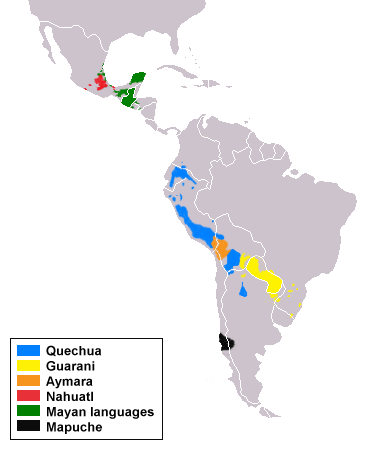 Quechua
Guarani
Aymara
Nahuatl
Mayan languages
Mapuche